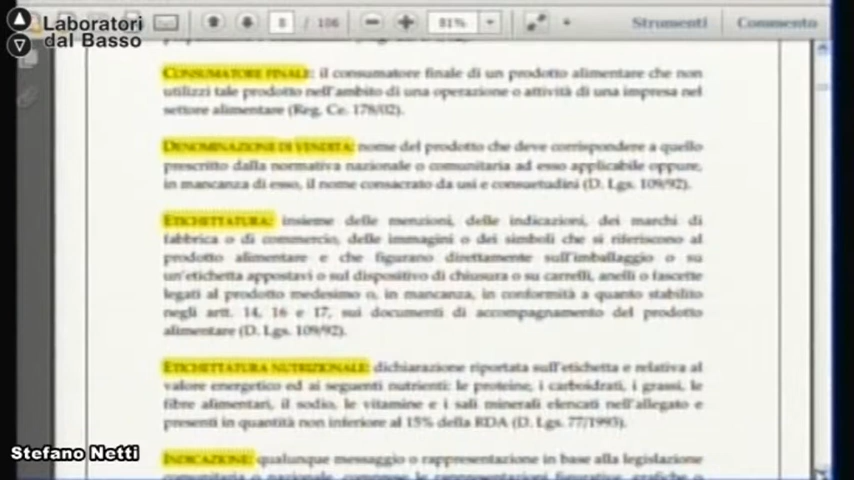 Laboratori
dal Basso
8 / 106
81%
Strumenti
Commento
CONSUMATORE FINALE: il consumatore finale di un prodotto alimentare che non
utilizzi tale prodotto nell'ambito di una operazione o attività di una impresa nel
settore alimentare (Reg. Ce. 178/02).
DENOMINAZIONE DI VENDITA: nome del prodotto che deve corrispondere a quello
prescritto dalla normativa nazionale o comunitaria ad esso applicabile oppure,
in mancanza di esso, il nome consacrato da usi e consuetudini (D. Lgs. 109/92).
ETICHETTATURA: insieme delle menzioni, delle indicazioni, dei marchi di
fabbrica o di commercio, delle immagini o dei simboli che si riferiscono al
prodotto alimentare e che figurano direttamente sull'imballaggio o su
un'etichetta appostavi o sul dispositivo di chiusura o su carrelli, anelli o fascette
legati al prodotto medesimo o, in mancanza, in conformità a quanto stabilito
negli artt. 14, 16 e 17, sui documenti di accompagnamento del prodotto
alimentare (D. Lgs. 109/92).
ETICHETTATURA NUTRIZIONALE: dichiarazione riportata sull'etichetta e relativa al
valore energetico ed ai seguenti nutrienti: le proteine, i carboidrati, i grassi, le
fibre alimentari, il sodio, le vitamine e i sali minerali elencati nell'allegato e
presenti in quantità non inferiore al 15% della RDA (D. Lgs. 77/1993).
INDICAZIONE: qualunque messaggio o rappresentazione in base alla legislazione
comunitaria o nazionale, comprese le rappresentazioni figurative, grafiche o
Stefano Netti